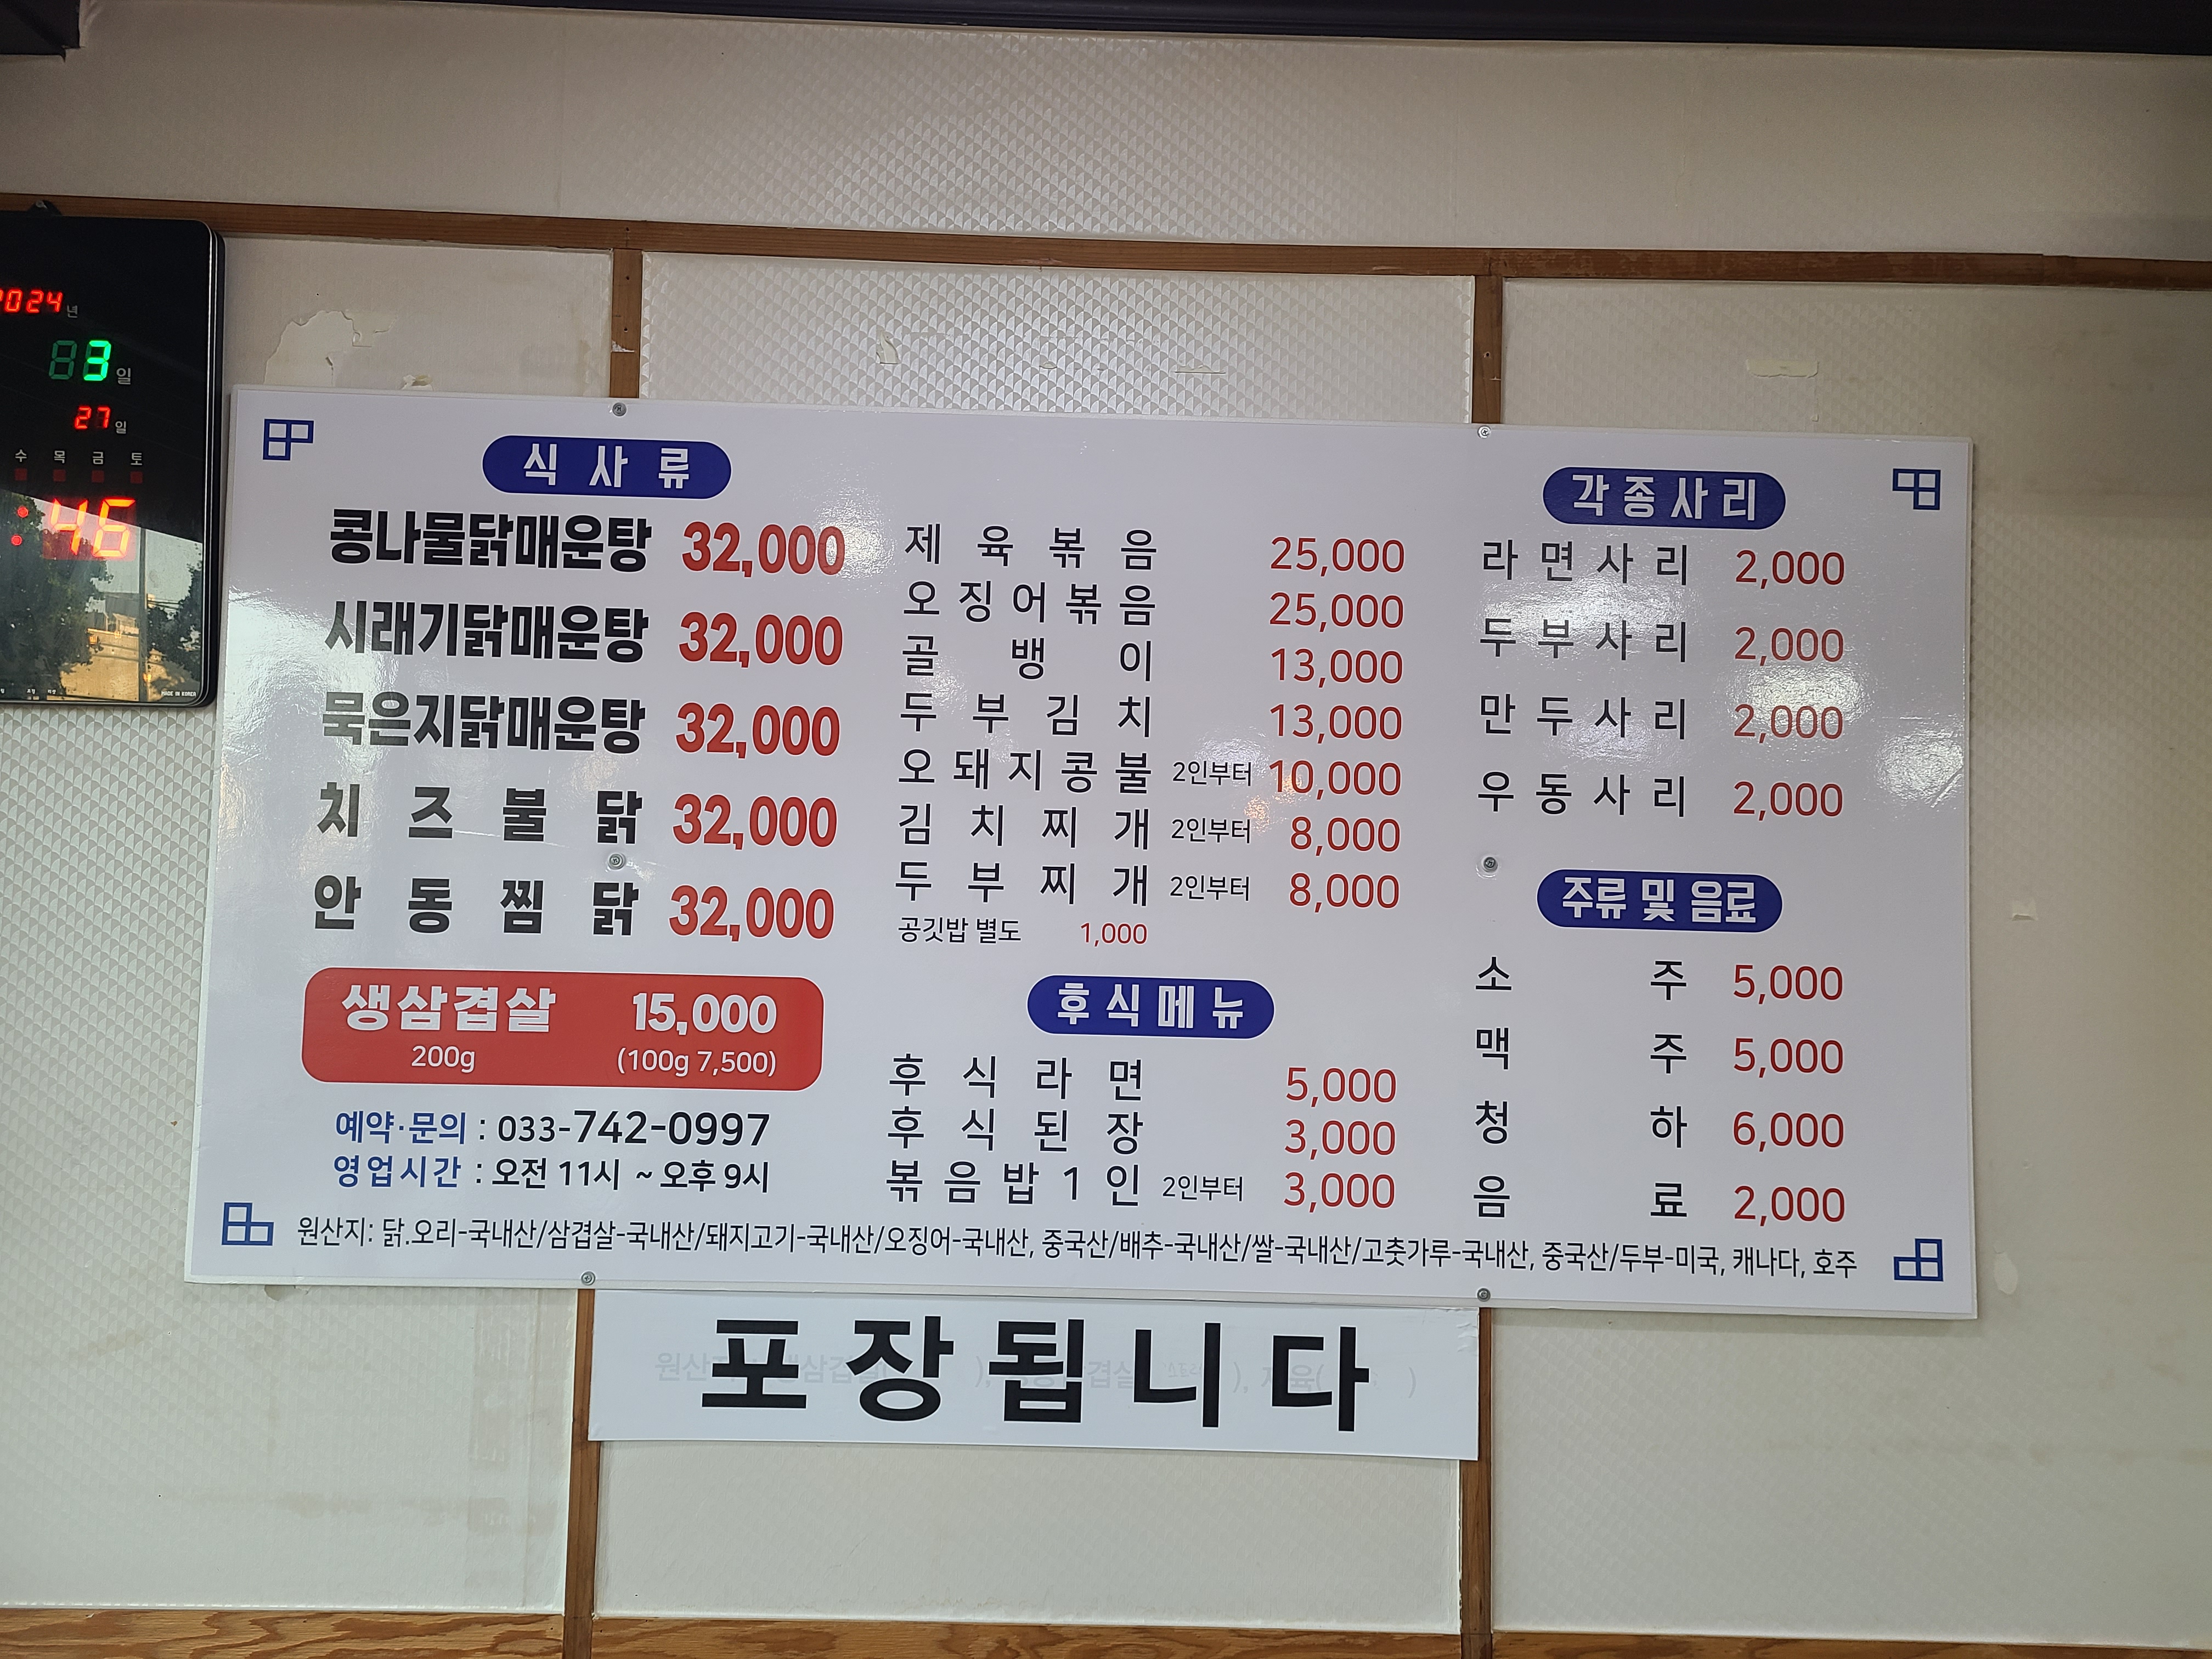 2024년
3일
27일
수 목 금 토
:46
MADE IN KOREA
식사류
콩나물닭매운탕 32,000
시래기닭매운탕 32,000
묵은지닭매운탕 32,000
치즈불닭 32,000
안동찜닭 32,000
생삼겹살 15,000
200g (100g 7,500)
예약·문의 : 033-742-0997
영업시간 : 오전 11시 ~ 오후 9시
제육볶음 25,000
오징어볶음 25,000
골뱅이 13,000
두부김치 13,000
오돼지콩불 2인부터 10,000
김치찌개 2인부터 8,000
두부찌개 2인부터 8,000
공깃밥 별도 1,000
후식메뉴
후식라면 5,000
후식된장 3,000
볶음밥1인 2인부터 3,000
각종사리
라면사리 2,000
두부사리 2,000
만두사리 2,000
우동사리 2,000
주류 및 음료
소주 5,000
맥주 5,000
청하 6,000
음료 2,000
원산지: 닭.오리-국내산/삼겹살-국내산/돼지고기-국내산/오징어-국내산, 중국산/배추-국내산/쌀-국내산/고춧가루-국내산, 중국산/두부-미국, 캐나다, 호주
포장됩니다